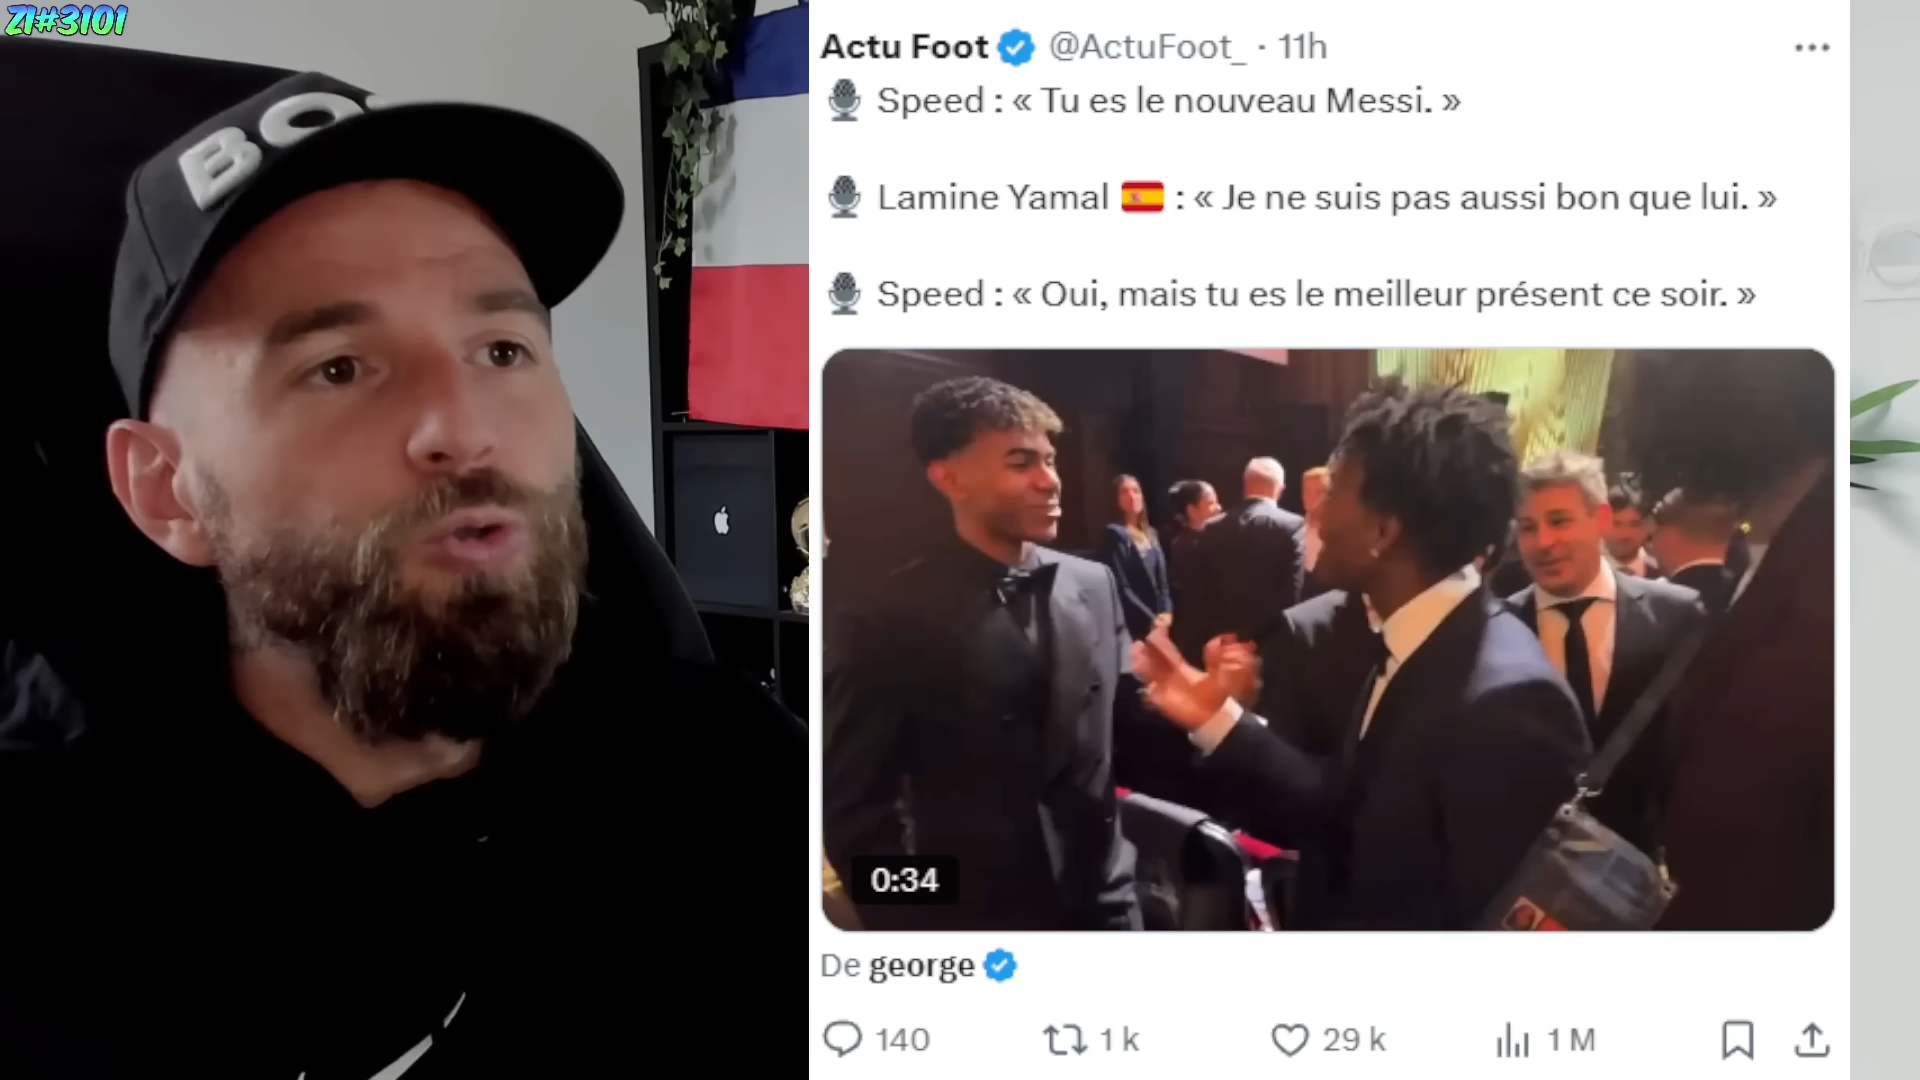 ZI#3101
BO
Actu Foot @ActuFoot_ · 11h
Speed : « Tu es le nouveau Messi. »
Lamine Yamal 🇪🇸 : « Je ne suis pas aussi bon que lui. »
Speed : « Oui, mais tu es le meilleur présent ce soir. »
0:34
De george
140 1 k 29 k 1 M